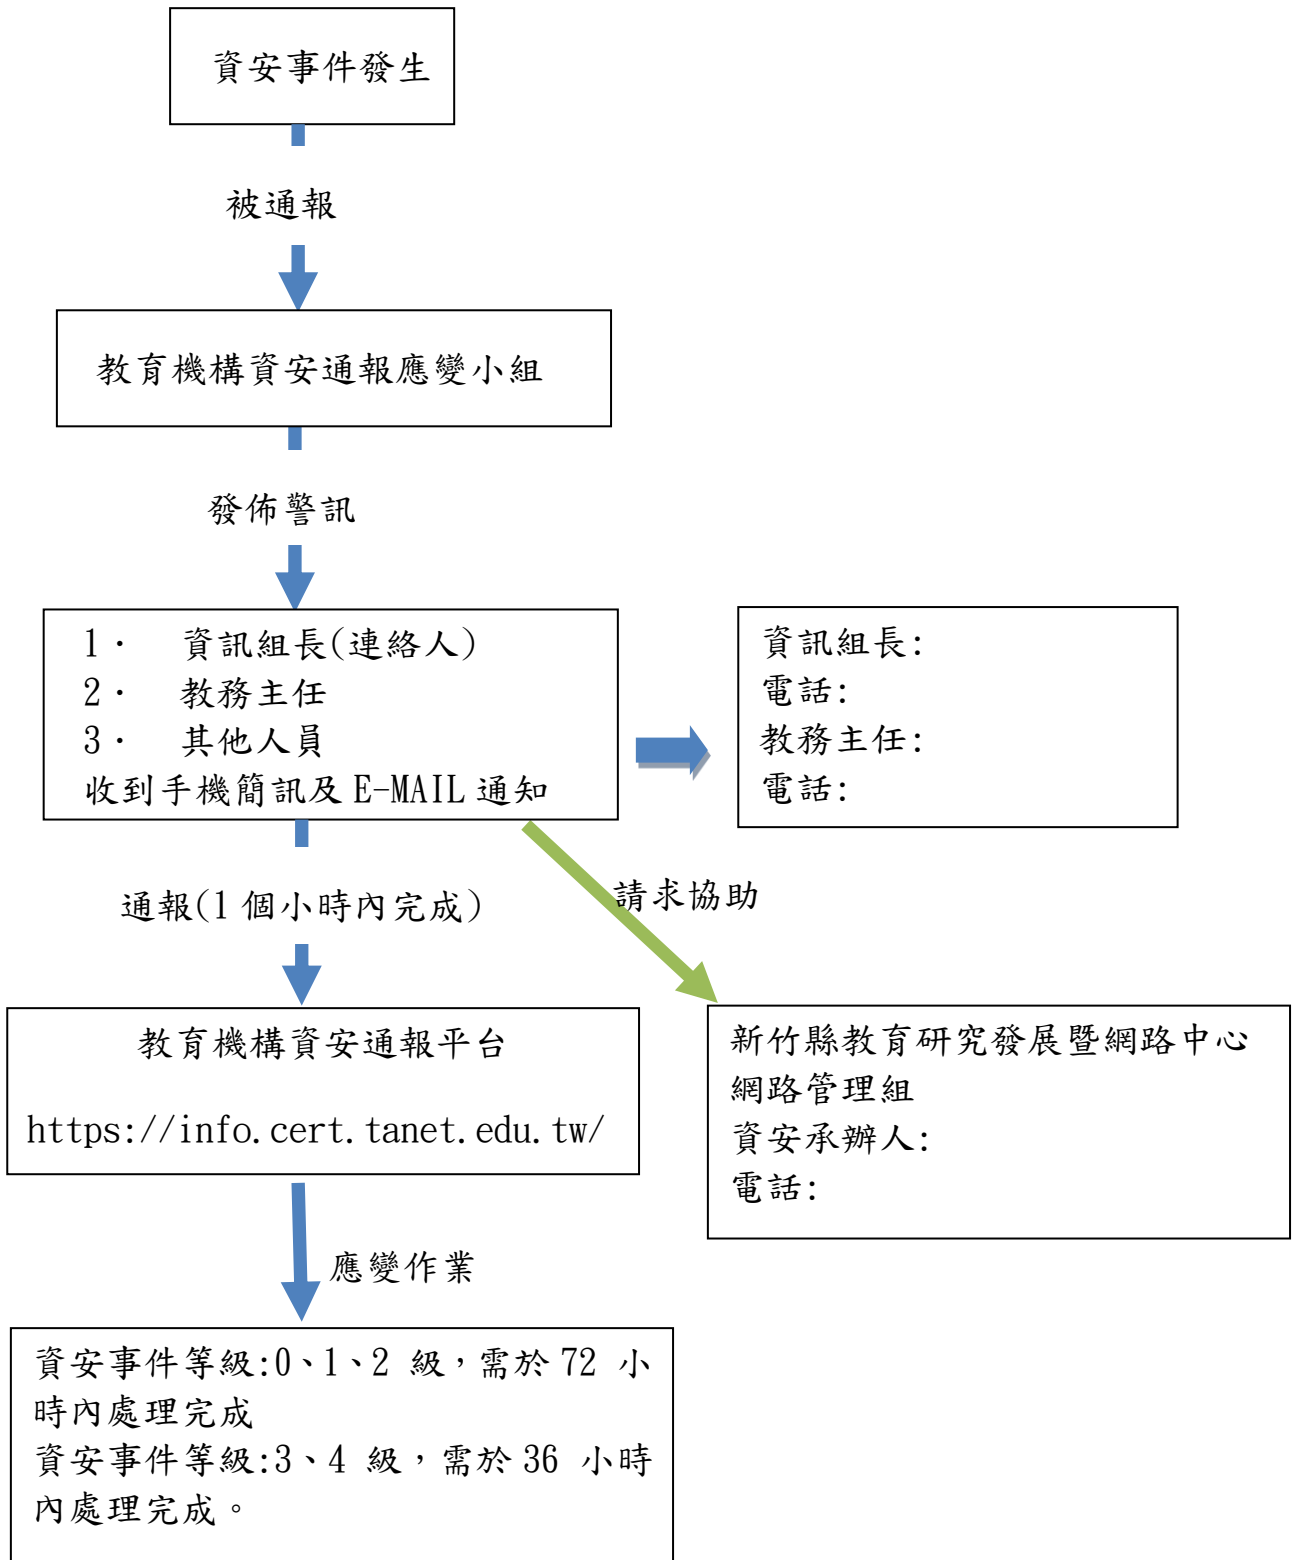 資安事件發生
被通報
教育機構資安通報應變小組
發佈警訊
1. 資訊組長(連絡人)
2. 教務主任
3. 其他人員
收到手機簡訊及 E-MAIL 通知
資訊組長:
電話:
教務主任:
電話:
通報(1 個小時內完成)
請求協助
教育機構資安通報平台
https://info.cert.tanet.edu.tw/
新竹縣教育研究發展暨網路中心
網路管理組
資安承辦人:
電話:
應變作業
資安事件等級:0、1、2 級，需於 72 小
時內處理完成
資安事件等級:3、4 級，需於 36 小時
內處理完成。